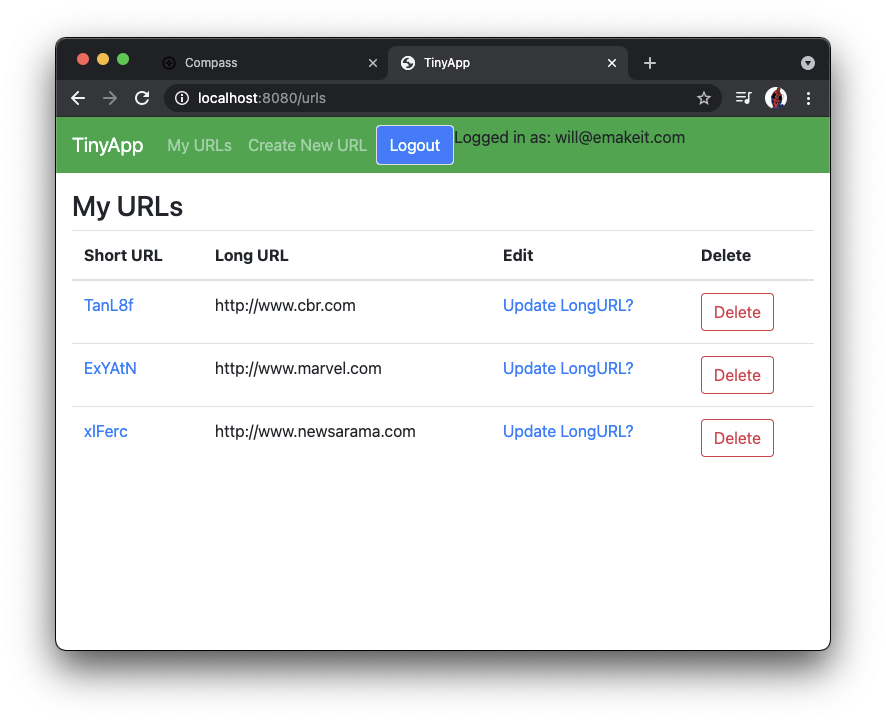 Compass TinyApp
localhost:8080/urls
TinyApp My URLs Create New URL Logout Logged in as: will@emakeit.com
My URLs
Short URL Long URL Edit Delete
TanL8f http://www.cbr.com Update LongURL? Delete
ExYAtN http://www.marvel.com Update LongURL? Delete
xlFerc http://www.newsarama.com Update LongURL? Delete